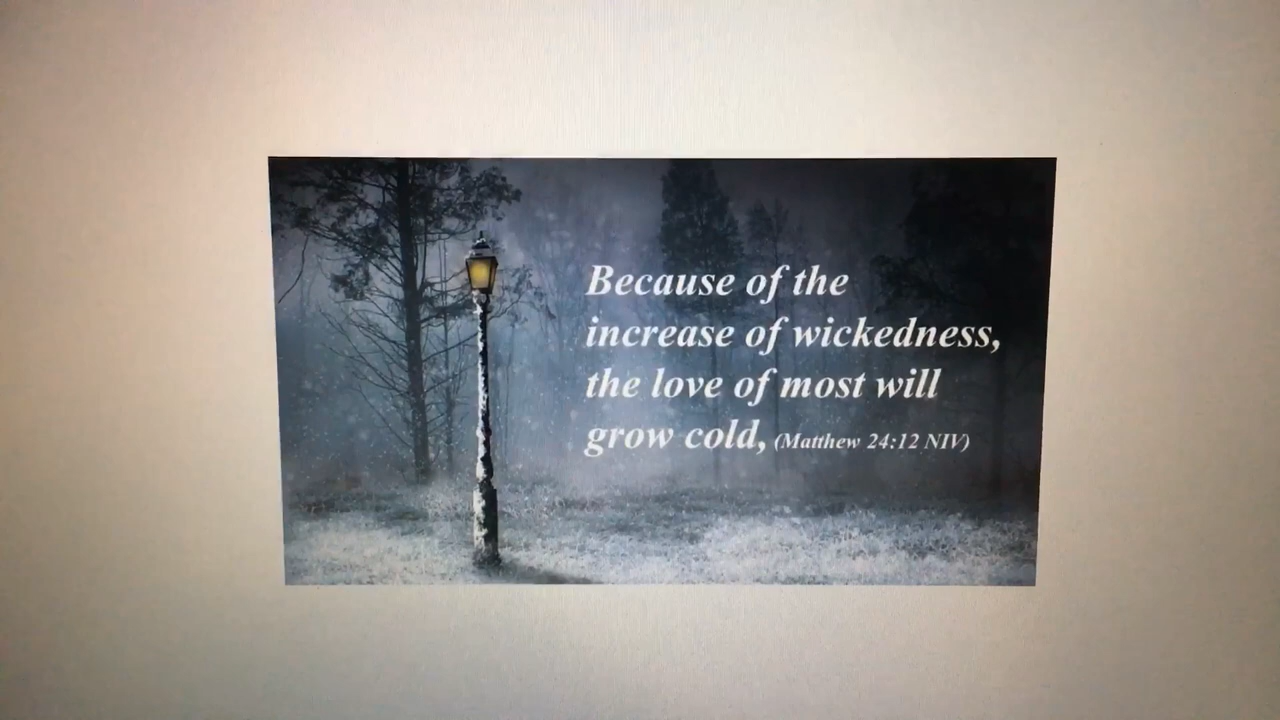 Because of the
increase of wickedness,
the love of most will
grow cold, (Matthew 24:12 NIV)